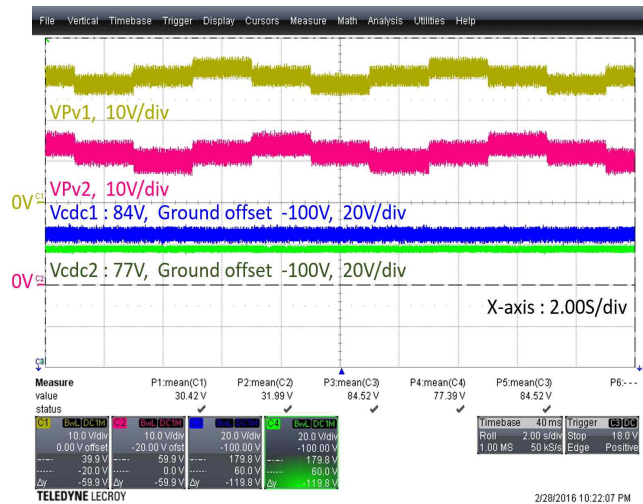 File Vertical Timebase Trigger Display Cursors Measure Math Analysis Utilities Help
VPv1, 10V/div
VPv2, 10V/div
0V C1
Vcdc1 : 84V, Ground offset -100V, 20V/div
Vcdc2 : 77V, Ground offset -100V, 20V/div
0V C2
X-axis : 2.00S/div
C3
Measure P1:mean(C1) P2:mean(C2) P3:mean(C3) P4:mean(C4) P5:mean(C3) P6:---
value 30.42 V 31.99 V 84.52 V 77.39 V 84.52 V
status
C1 BwL DC1M C2 BwL DC1M BwL DC1M C4 BwL DC1M Timebase 40 ms Trigger C3 DC
10.0 V/div 10.0 V/div 20.0 V/div 20.0 V/div Roll 2.00 s/div Stop 18.0 V
0.00 V offset -20.00 V ofst -100.00 V -100.00 V 1.00 MS 50 kS/s Edge Positive
39.9 V 59.9 V 179.8 V 179.8 V
-20.0 V 0.0 V 60.0 V 60.0 V
Δy -59.9 V Δy -59.9 V Δy -119.8 V Δy -119.8 V
TELEDYNE LECROY 2/28/2016 10:22:07 PM